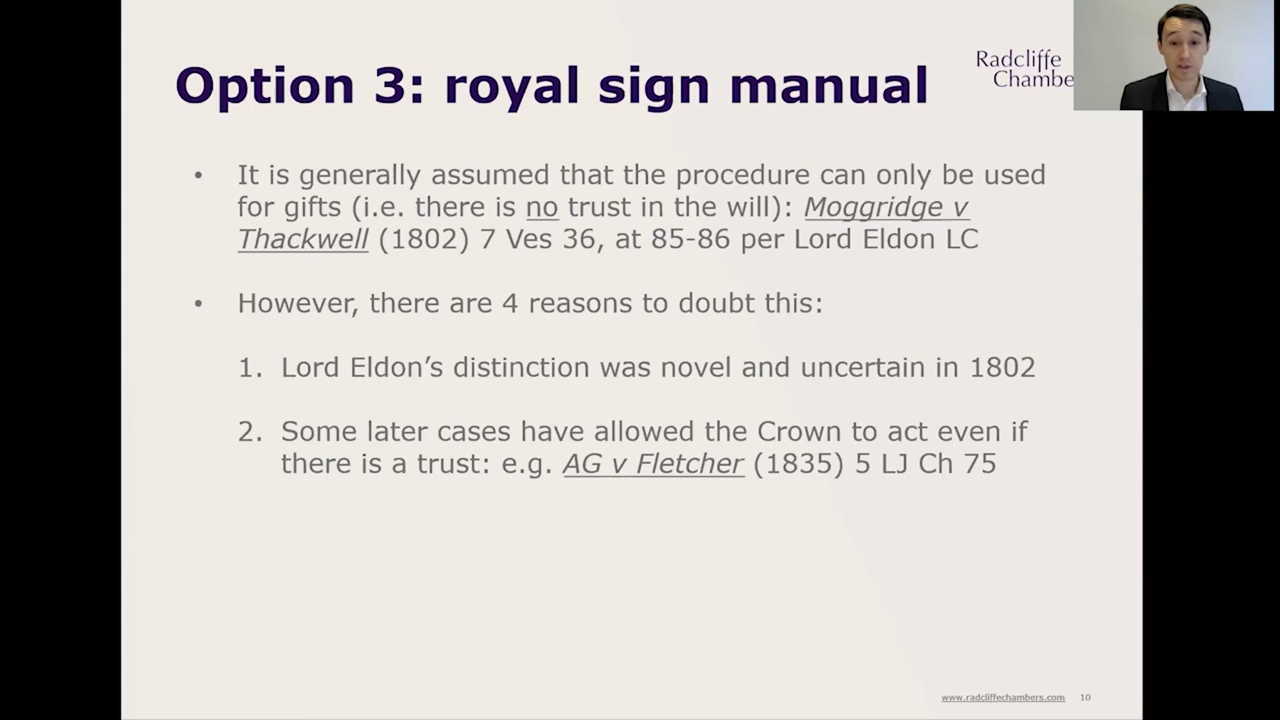 Option 3: royal sign manual
Radcliffe
Chambe
• It is generally assumed that the procedure can only be used
for gifts (i.e. there is no trust in the will): Moggridge v
Thackwell (1802) 7 Ves 36, at 85-86 per Lord Eldon LC
• However, there are 4 reasons to doubt this:
1. Lord Eldon’s distinction was novel and uncertain in 1802
2. Some later cases have allowed the Crown to act even if
there is a trust: e.g. AG v Fletcher (1835) 5 LJ Ch 75
www.radcliffechambers.com 10